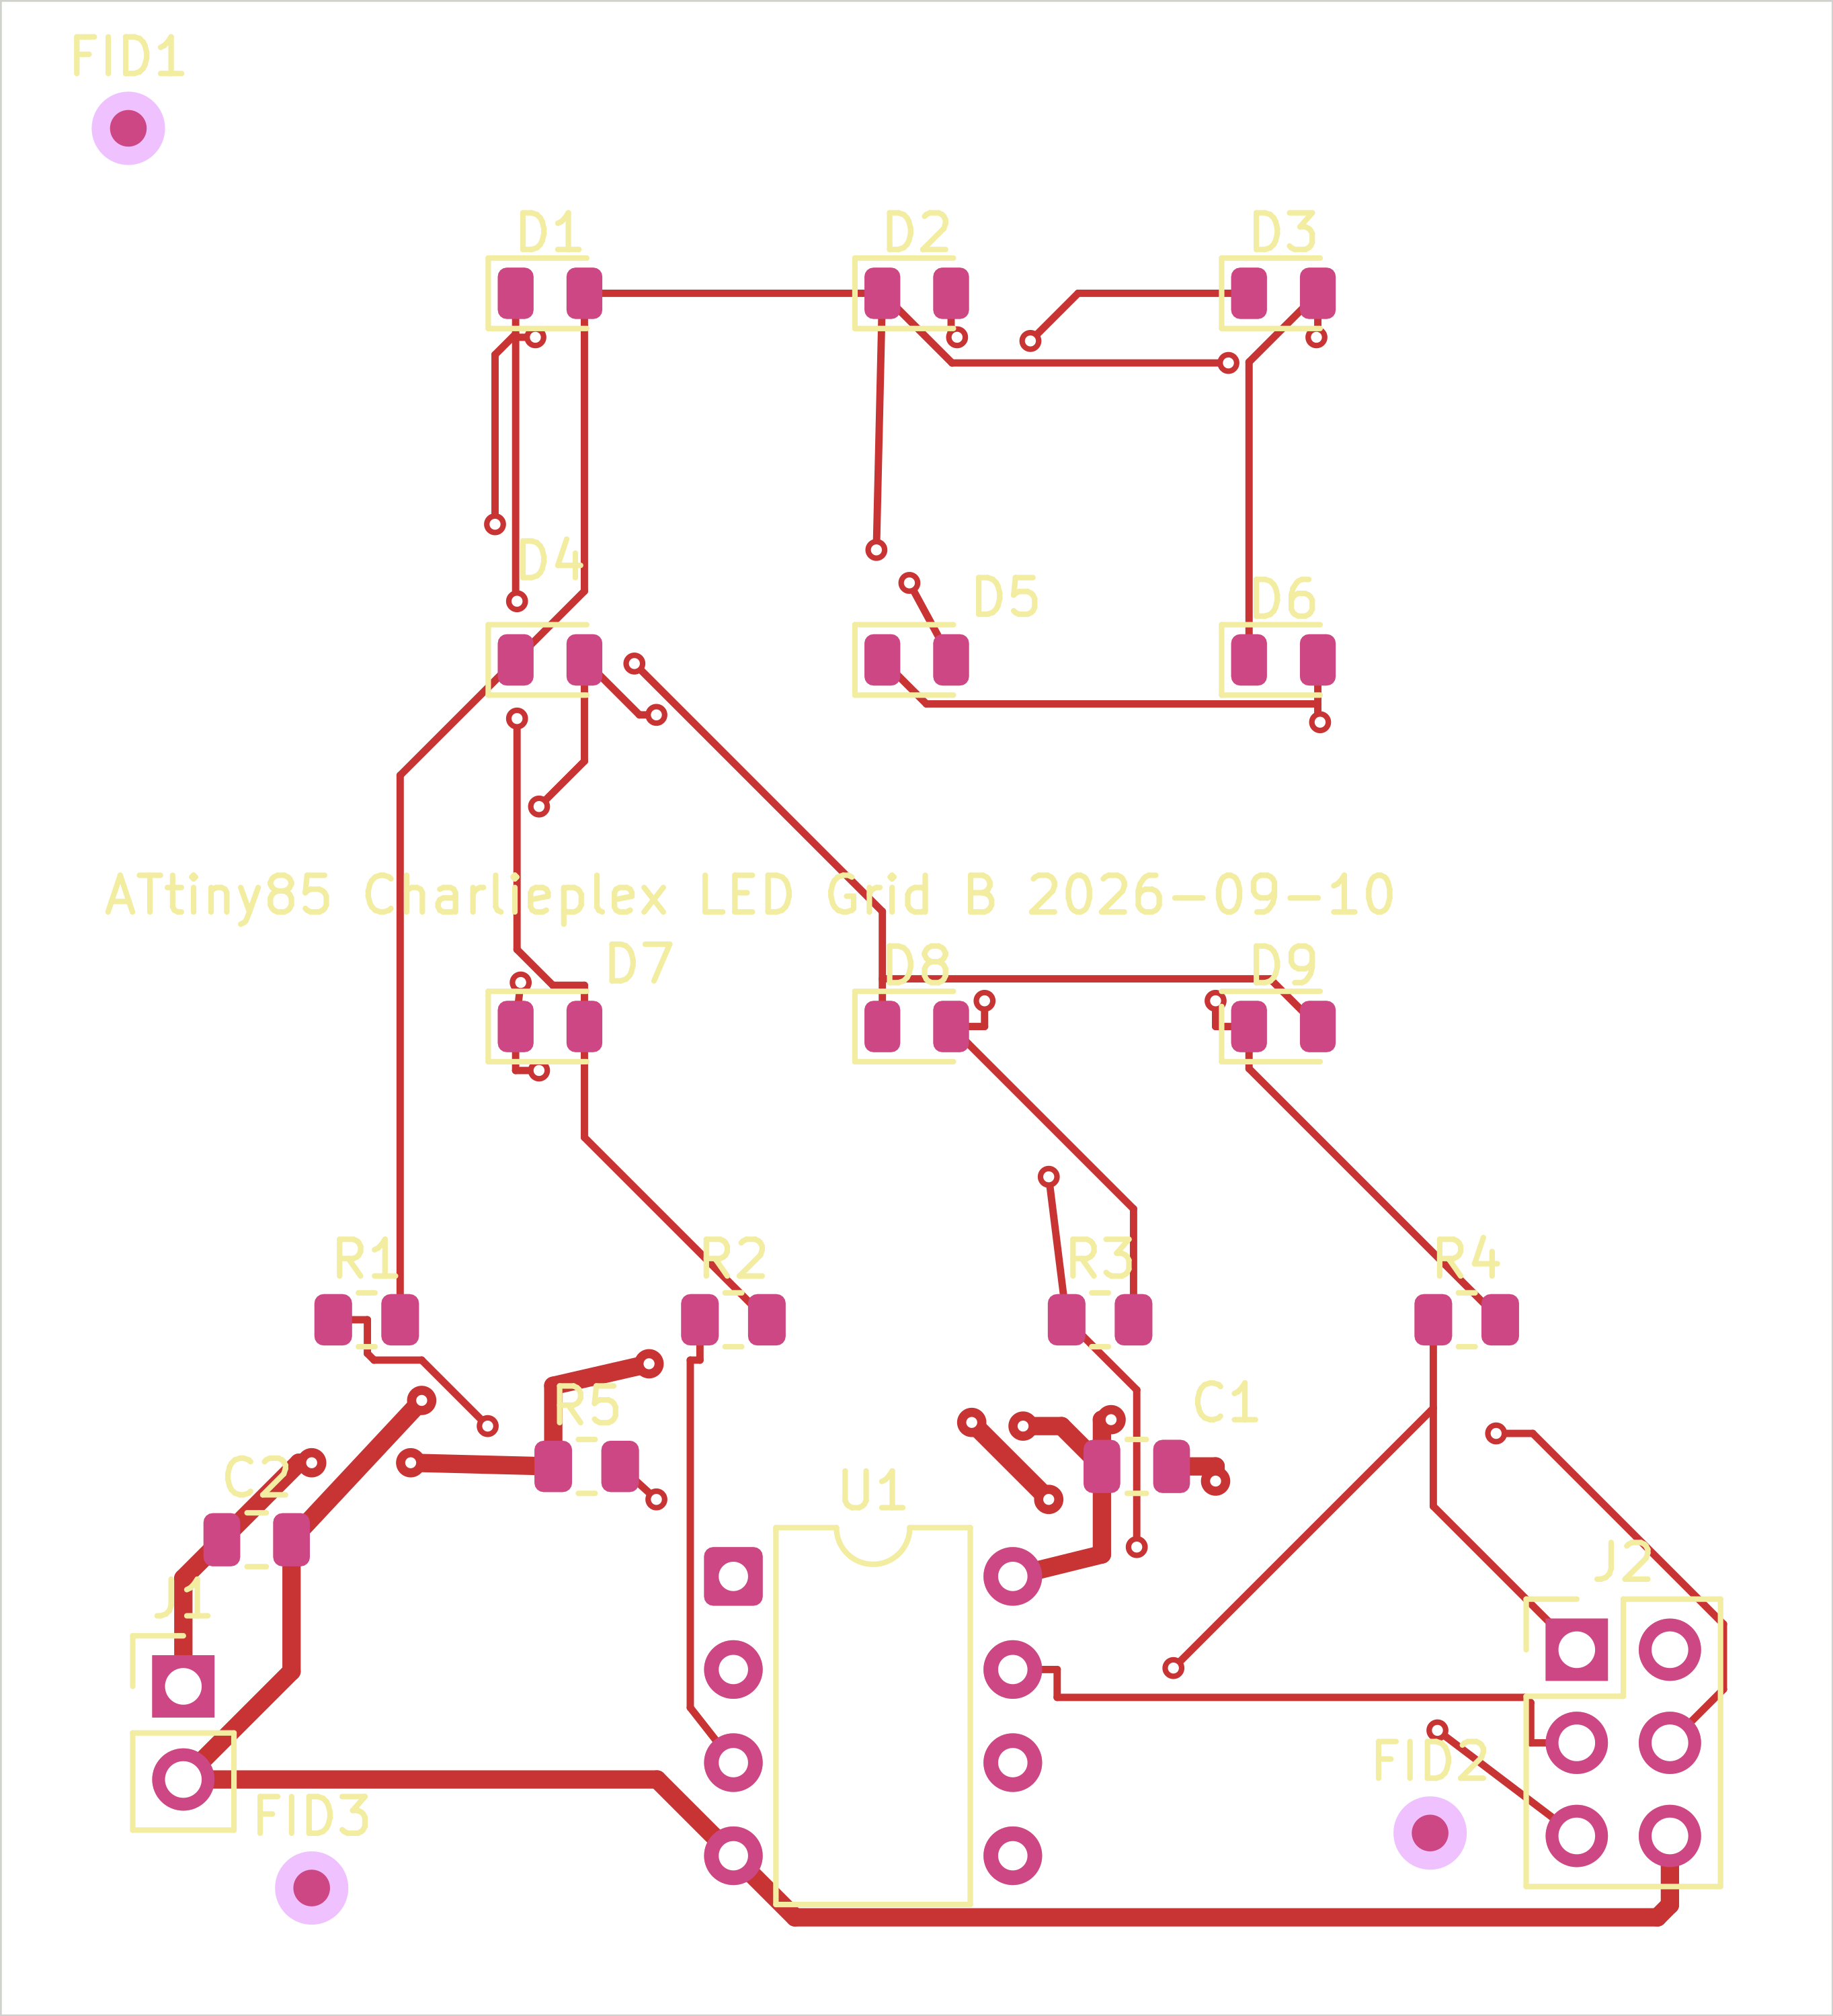 FID1
D1 D2 D3
D4
D5 D6
ATtiny85 Charlieplex LED Grid B 2026-09-10
D7 D8 D9
R1 R2 R3 R4
R5 C1
C2
U1
J2
J1
FID2
FID3